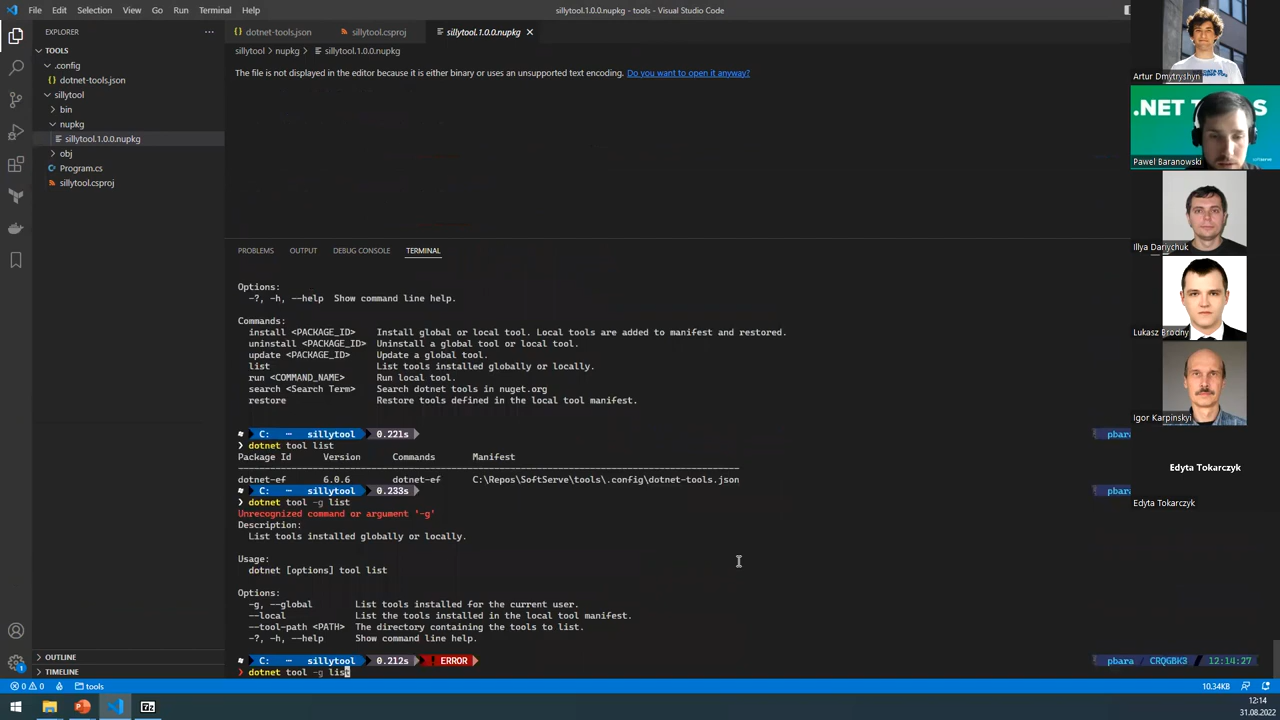 File Edit Selection View Go Run Terminal Help
sillytool.1.0.0.nupkg - tools - Visual Studio Code
EXPLORER
TOOLS
.config
dotnet-tools.json
sillytool
bin
nupkg
sillytool.1.0.0.nupkg
obj
Program.cs
sillytool.csproj
OUTLINE
TIMELINE
dotnet-tools.json sillytool.csproj sillytool.1.0.0.nupkg
sillytool > nupkg > sillytool.1.0.0.nupkg
The file is not displayed in the editor because it is either binary or uses an unsupported text encoding. Do you want to open it anyway?
PROBLEMS OUTPUT DEBUG CONSOLE TERMINAL
Options:
-?, -h, --help Show command line help.
Commands:
install <PACKAGE_ID> Install global or local tool. Local tools are added to manifest and restored.
uninstall <PACKAGE_ID> Uninstall a global tool or local tool.
update <PACKAGE_ID> Update a global tool.
list List tools installed globally or locally.
run <COMMAND_NAME> Run local tool.
search <Search Term> Search dotnet tools in nuget.org
restore Restore tools defined in the local tool manifest.
C: sillytool 0.221s pbara
❯ dotnet tool list
Package Id Version Commands Manifest
dotnet-ef 6.0.6 dotnet-ef C:\Repos\SoftServe\tools\.config\dotnet-tools.json
C: sillytool 0.233s pbara
❯ dotnet tool -g list
Unrecognized command or argument '-g'
Description:
List tools installed globally or locally.
Usage:
dotnet [options] tool list
Options:
-g, --global List tools installed for the current user.
--local List the tools installed in the local tool manifest.
--tool-path <PATH> The directory containing the tools to list.
-?, -h, --help Show command line help.
C: sillytool 0.212s ERROR pbara CRQGBK3 12:14:27
❯ dotnet tool -g list
0 0 tools 10.34KB
12:14
31.08.2022
Artur Dmytryshyn
.NET TOOLS
softserve
Pawel Baranowski
Illya Dariychuk
Lukasz Brodny
Igor Karpinskyi
Edyta Tokarczyk
Edyta Tokarczyk